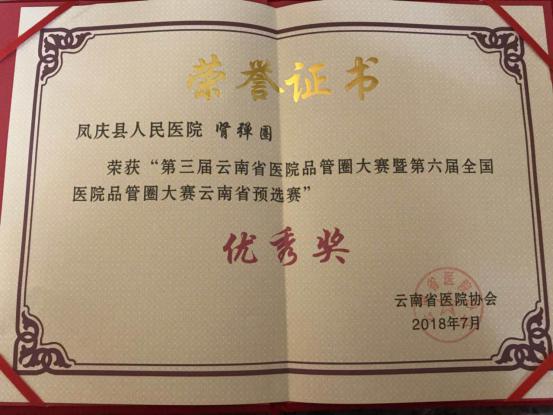 荣誉证书
凤庆县人民医院 肾弹圈
荣获“第三届云南省医院品管圈大赛暨第六届全国
医院品管圈大赛云南省预选赛”
优秀奖
云南省医院协会
2018年7月